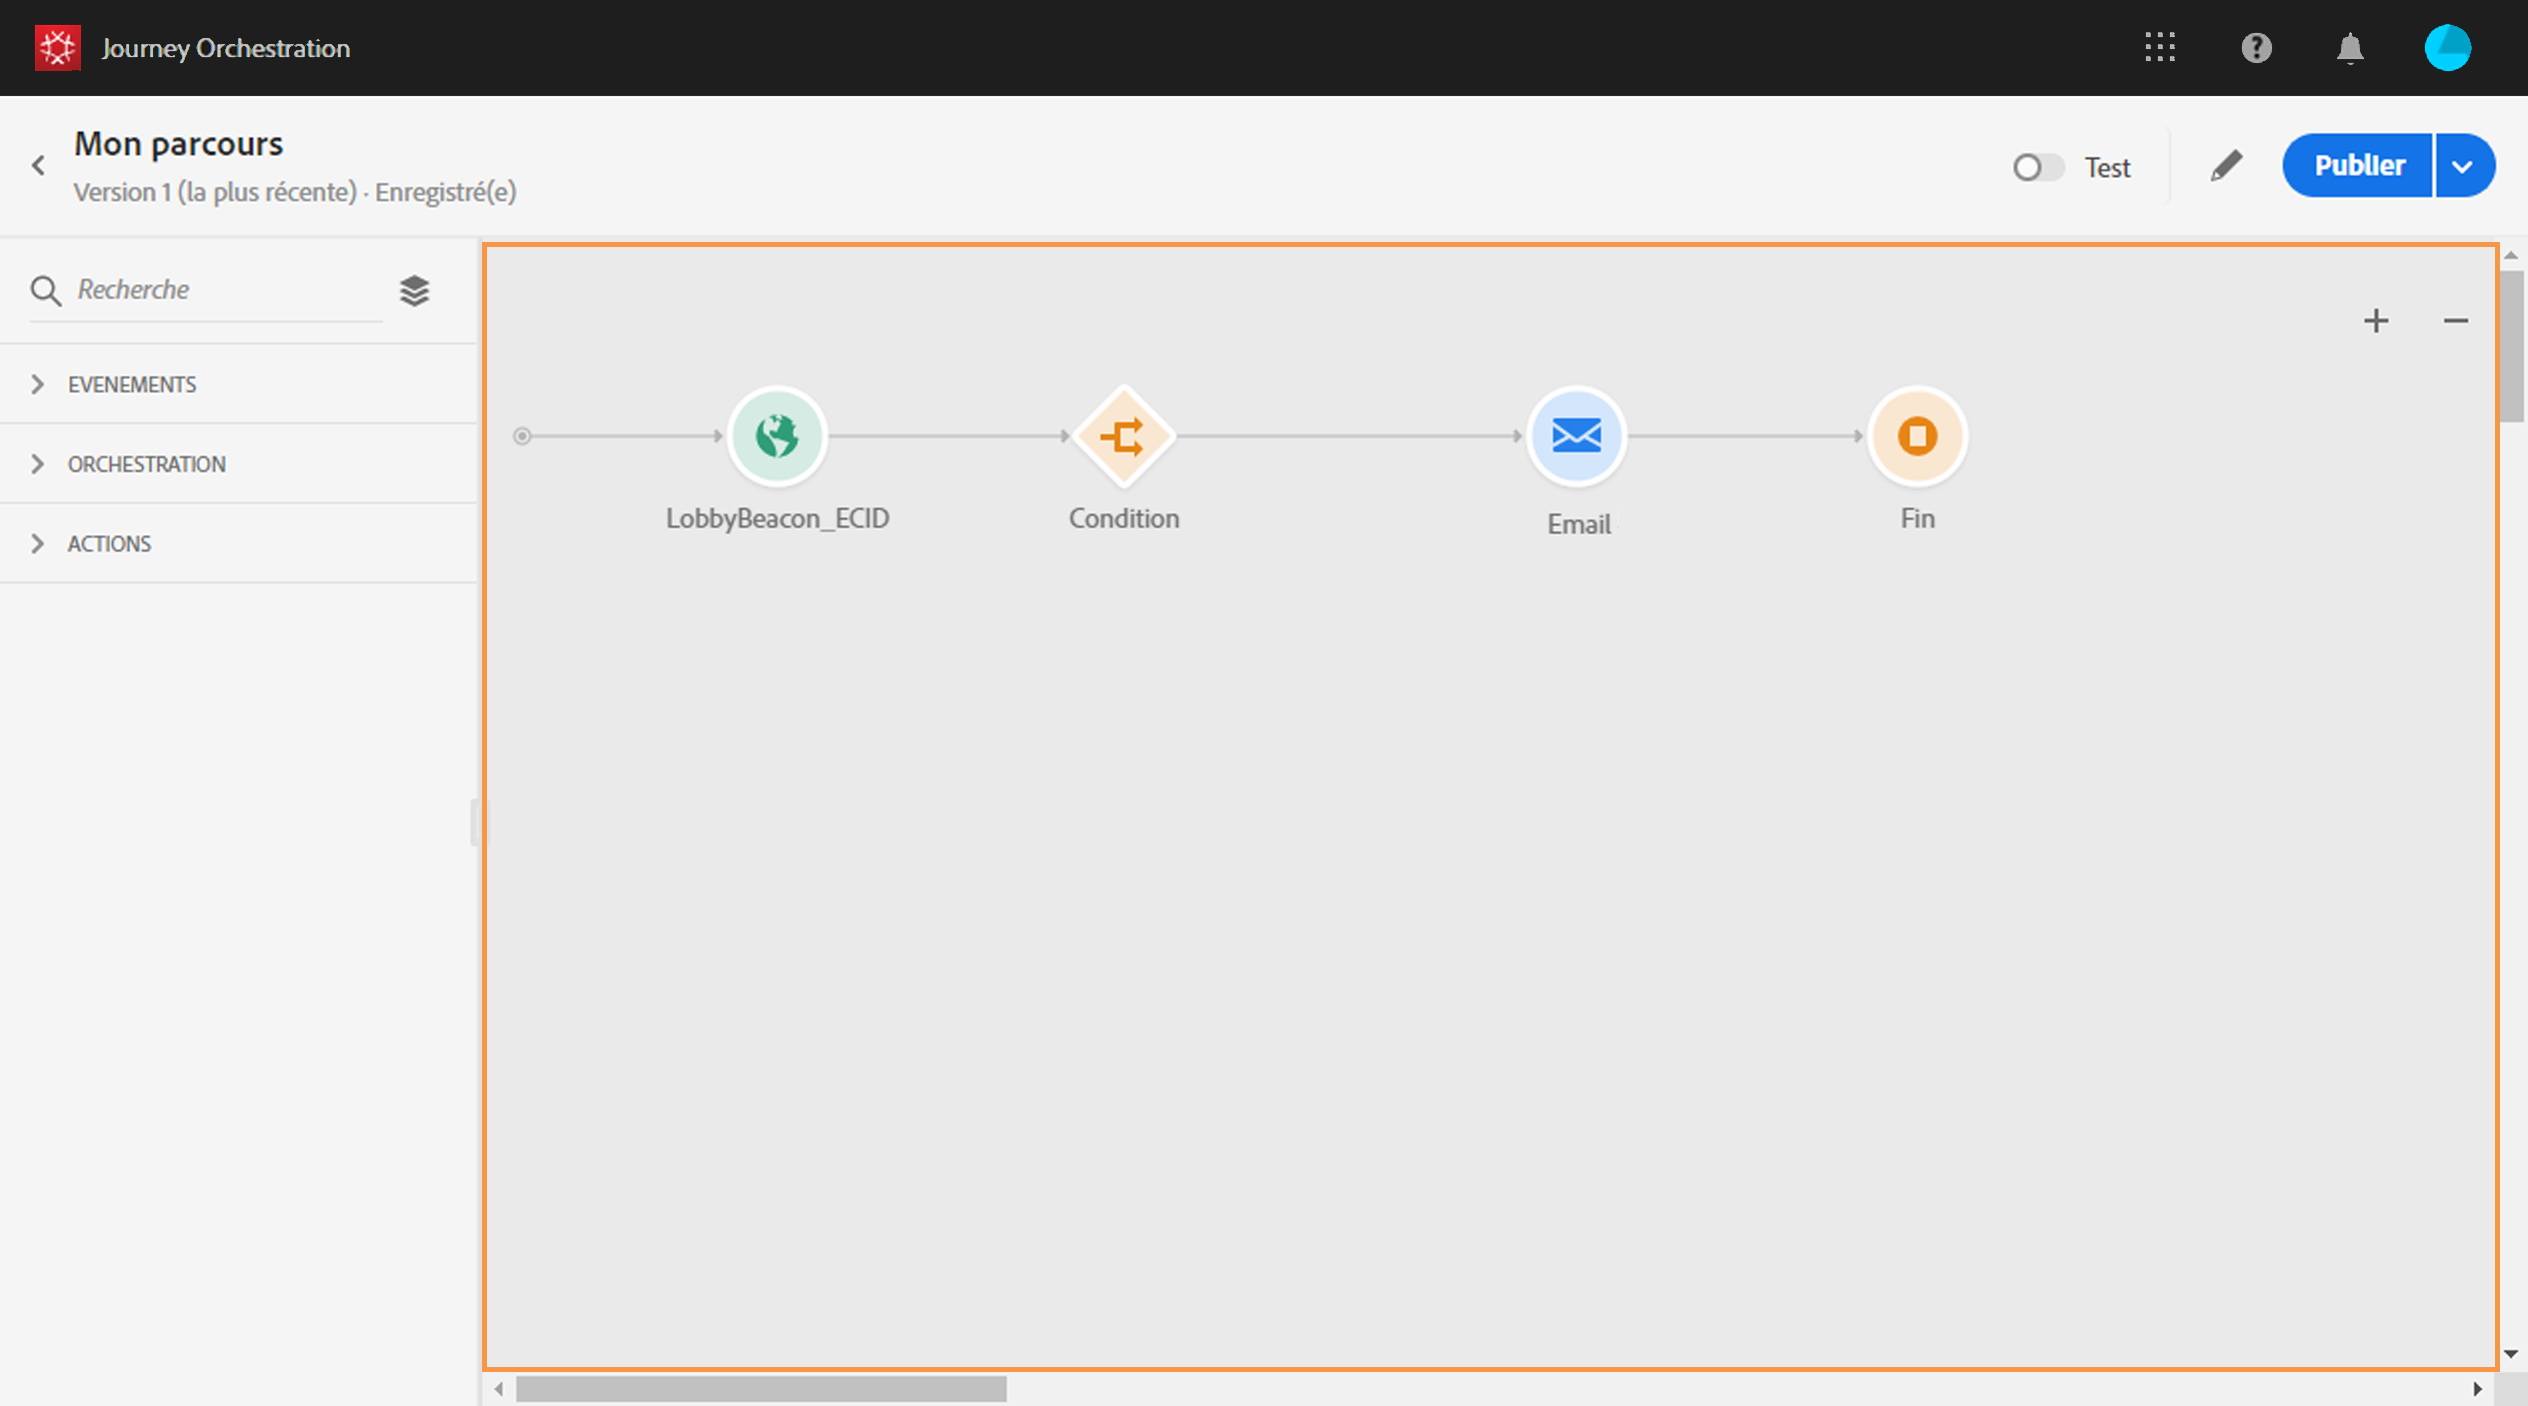 Journey Orchestration
Mon parcours
Version 1 (la plus récente) · Enregistré(e)
Test
Publier
Recherche
EVENEMENTS
ORCHESTRATION
ACTIONS
LobbyBeacon_ECID
Condition
Email
Fin